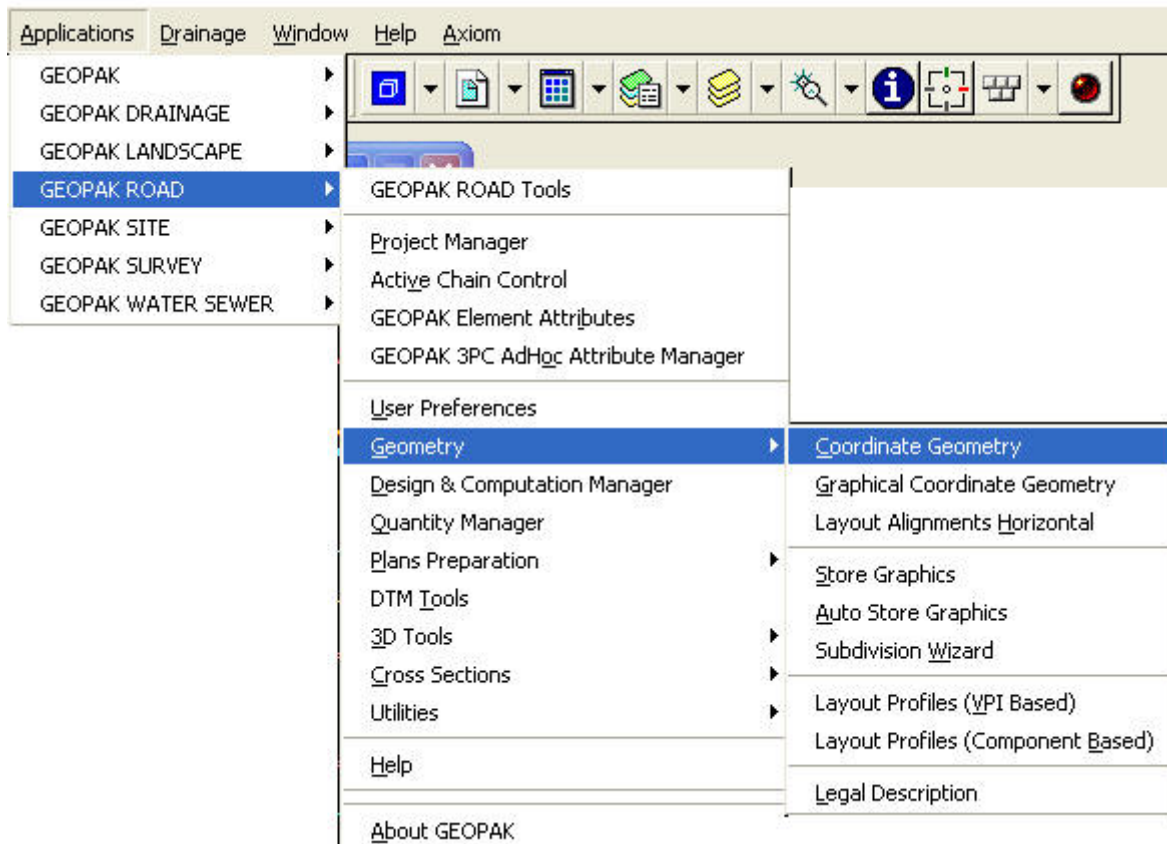 Applications Drainage Window Help Axiom
GEOPAK
GEOPAK DRAINAGE
GEOPAK LANDSCAPE
GEOPAK ROAD
GEOPAK SITE
GEOPAK SURVEY
GEOPAK WATER SEWER
GEOPAK ROAD Tools
Project Manager
Active Chain Control
GEOPAK Element Attributes
GEOPAK 3PC AdHoc Attribute Manager
User Preferences
Geometry
Design & Computation Manager
Quantity Manager
Plans Preparation
DTM Tools
3D Tools
Cross Sections
Utilities
Help
About GEOPAK
Coordinate Geometry
Graphical Coordinate Geometry
Layout Alignments Horizontal
Store Graphics
Auto Store Graphics
Subdivision Wizard
Layout Profiles (VPI Based)
Layout Profiles (Component Based)
Legal Description